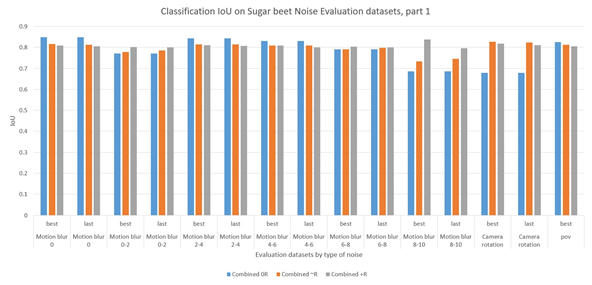 Classification IoU on Sugar beet Noise Evaluation datasets, part 1
0.9
0.8
0.7
0.6
0.5
0.4
0.3
0.2
0.1
0
IoU
best last best last best last best last best last best last best last best
Motion blur Motion blur Motion blur Motion blur Motion blur Motion blur Motion blur Motion blur Motion blur Motion blur Motion blur Motion blur Camera Camera pov
0 0 0-2 0-2 2-4 2-4 4-6 4-6 6-8 6-8 8-10 8-10 rotation rotation
Evaluation datasets by type of noise
Combined 0R Combined ~R Combined +R